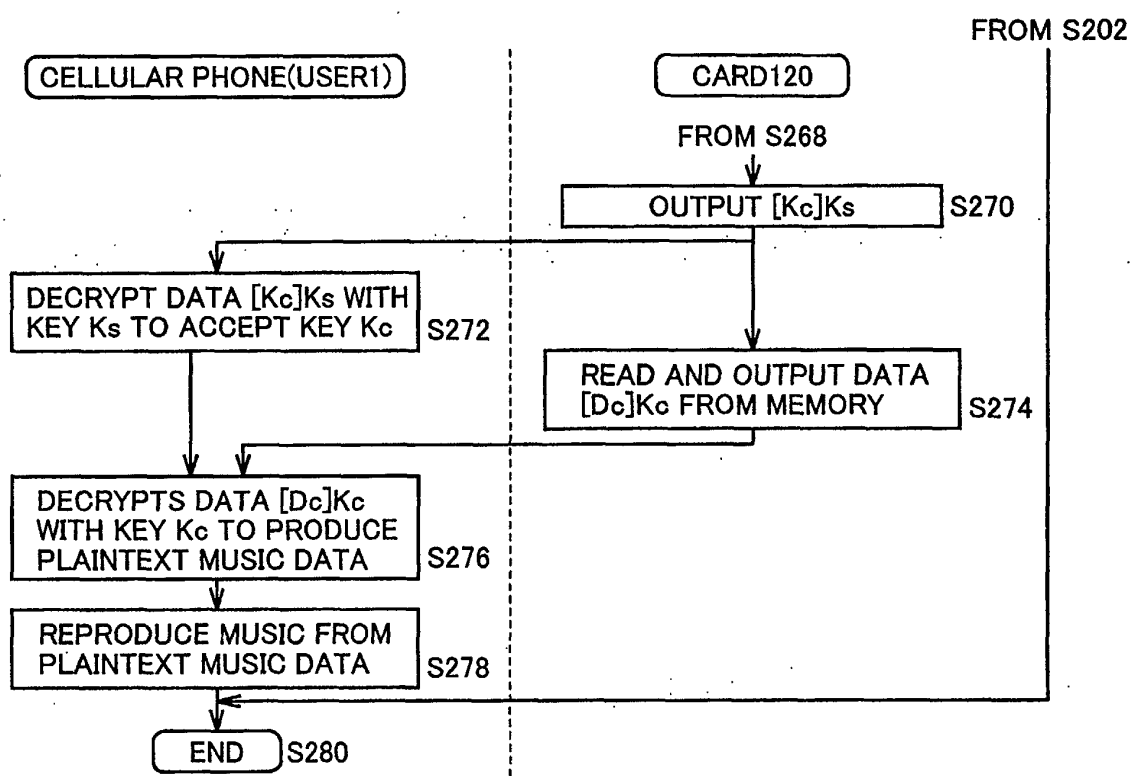 FROM S202
CELLULAR PHONE(USER1)
CARD120
FROM S268
OUTPUT [Kc]Ks
S270
DECRYPT DATA [Kc]Ks WITH
KEY Ks TO ACCEPT KEY Kc
S272
READ AND OUTPUT DATA
[Dc]Kc FROM MEMORY
S274
DECRYPTS DATA [Dc]Kc
WITH KEY Kc TO PRODUCE
PLAINTEXT MUSIC DATA
S276
REPRODUCE MUSIC FROM
PLAINTEXT MUSIC DATA
S278
END
S280